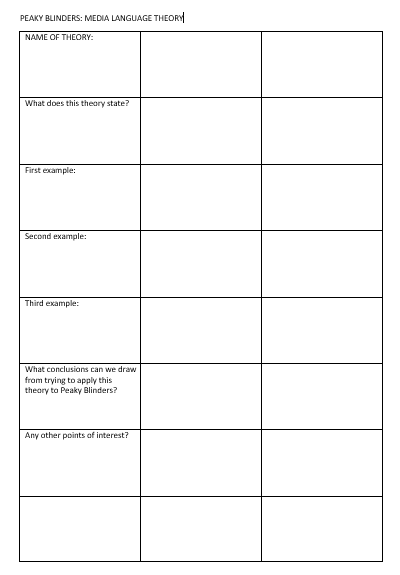 PEAKY BLINDERS: MEDIA LANGUAGE THEORY
NAME OF THEORY:
What does this theory state?
First example:
Second example:
Third example:
What conclusions can we draw
from trying to apply this
theory to Peaky Blinders?
Any other points of interest?